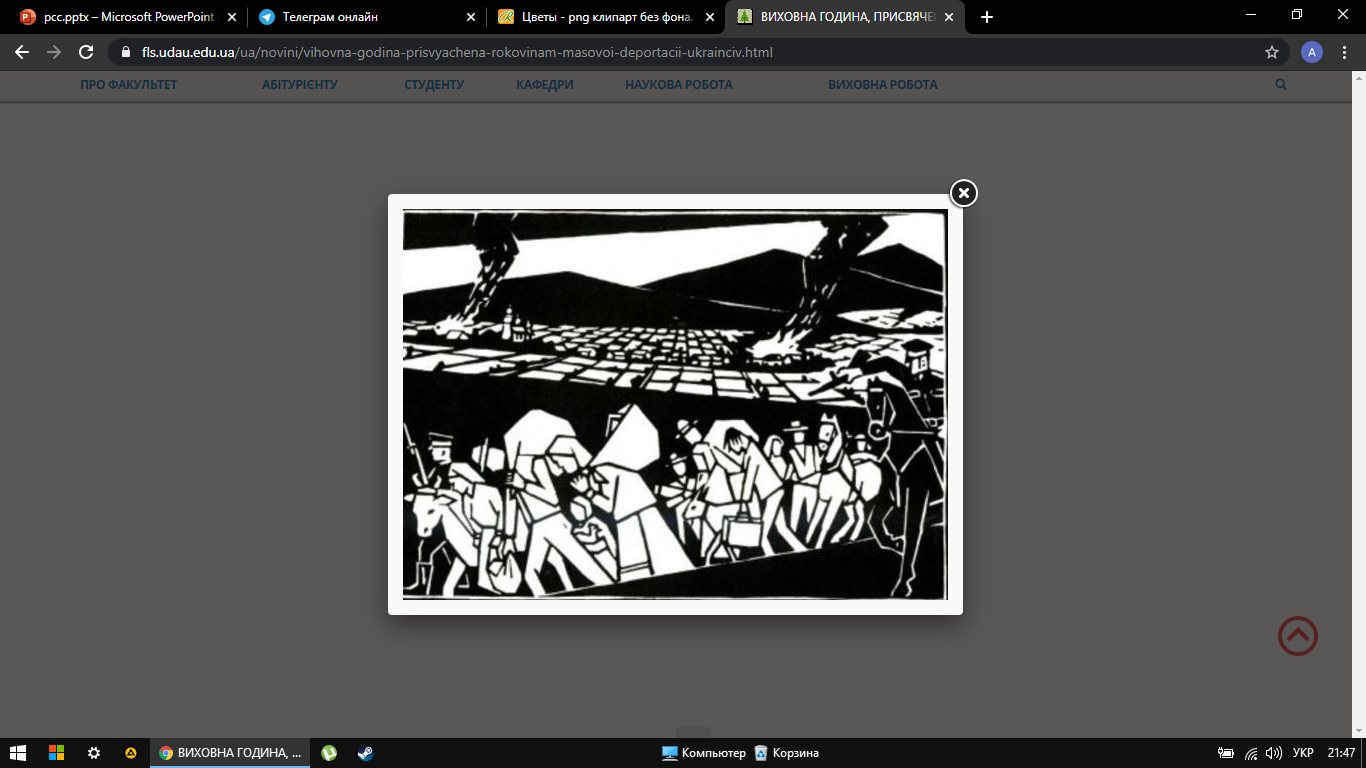 pcc.pptx – Microsoft PowerPoint
Телеграм онлайн
Цветы - png клипарт без фона.
ВИХОВНА ГОДИНА, ПРИСВЯЧЕ
fls.udau.edu.ua/ua/novini/vihovna-godina-prisvyachena-rokovinam-masovoi-deportacii-ukrainciv.html
A
ПРО ФАКУЛЬТЕТ
АБІТУРІЄНТУ
СТУДЕНТУ
КАФЕДРИ
НАУКОВА РОБОТА
ВИХОВНА РОБОТА
ВИХОВНА ГОДИНА, ...
Компьютер
Корзина
УКР
21:47